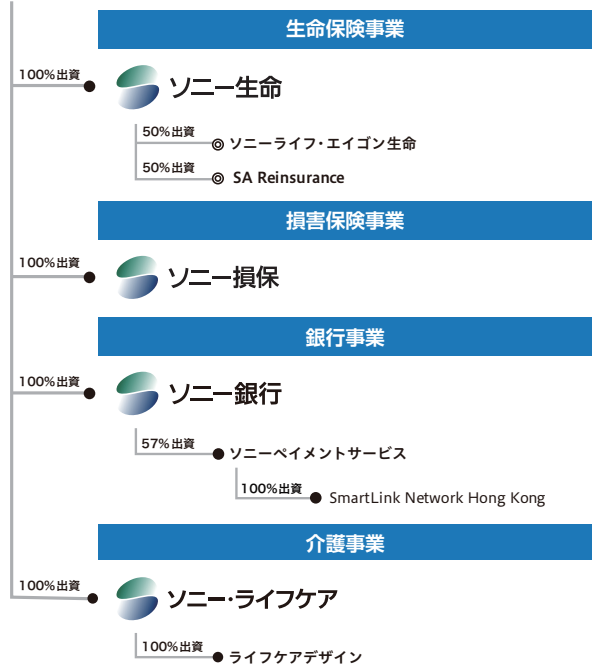 生命保険事業
100%出資
ソニー生命
50%出資
ソニーライフ・エイゴン生命
50%出資
SA Reinsurance
損害保険事業
100%出資
ソニー損保
銀行事業
100%出資
ソニー銀行
57%出資
ソニーペイメントサービス
100%出資
SmartLink Network Hong Kong
介護事業
100%出資
ソニー・ライフケア
100%出資
ライフケアデザイン